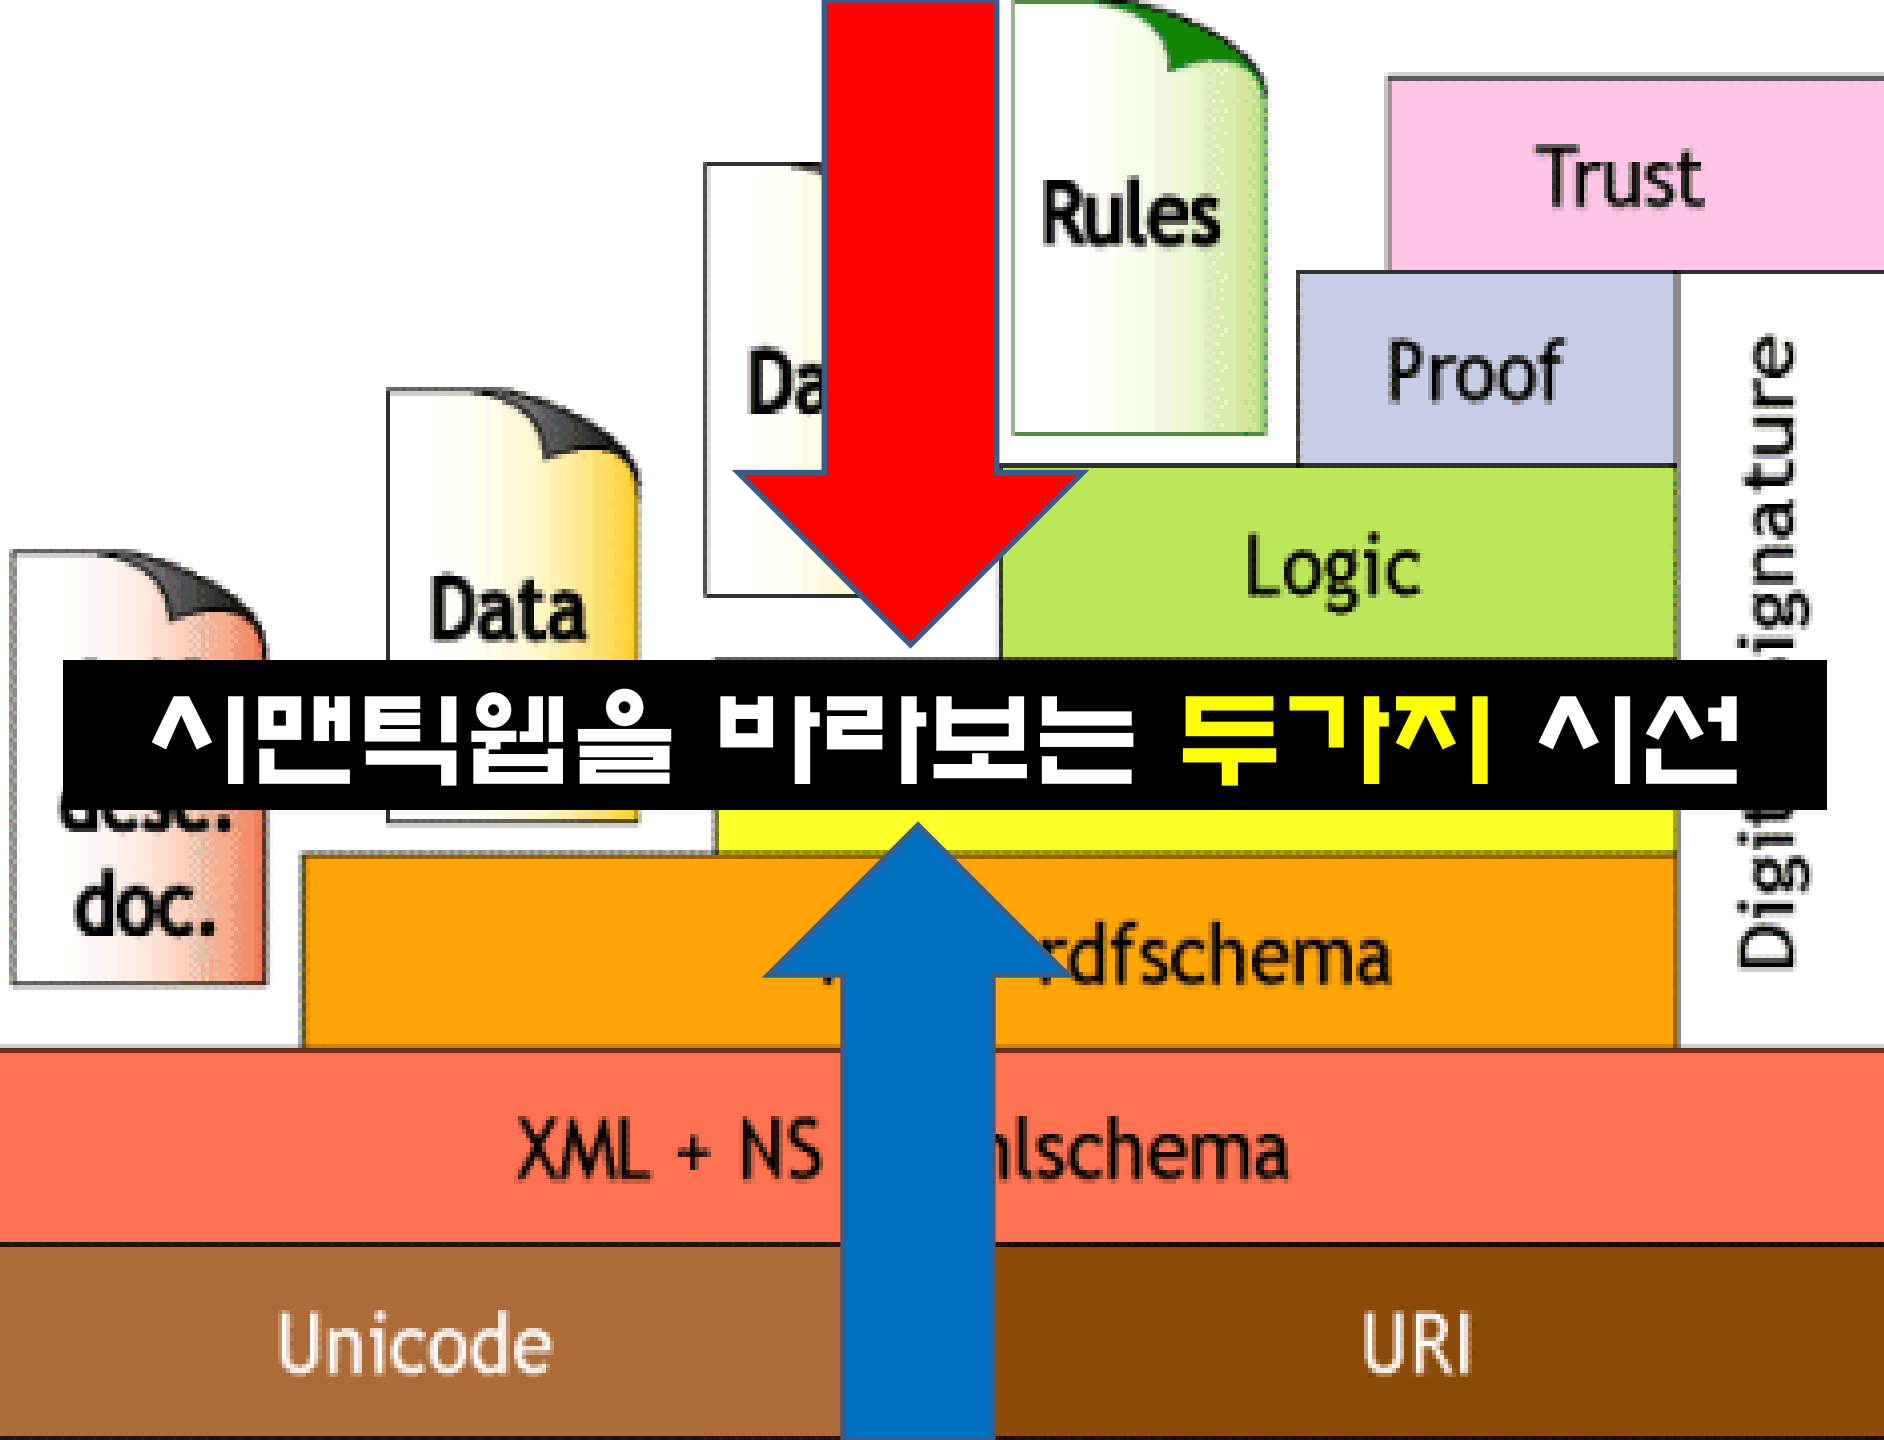 Rules
Trust
Proof
Logic
Data
시맨틱웹을 바라보는 두가지 시선
doc.
rdfschema
XML + NS
Unicode
URI